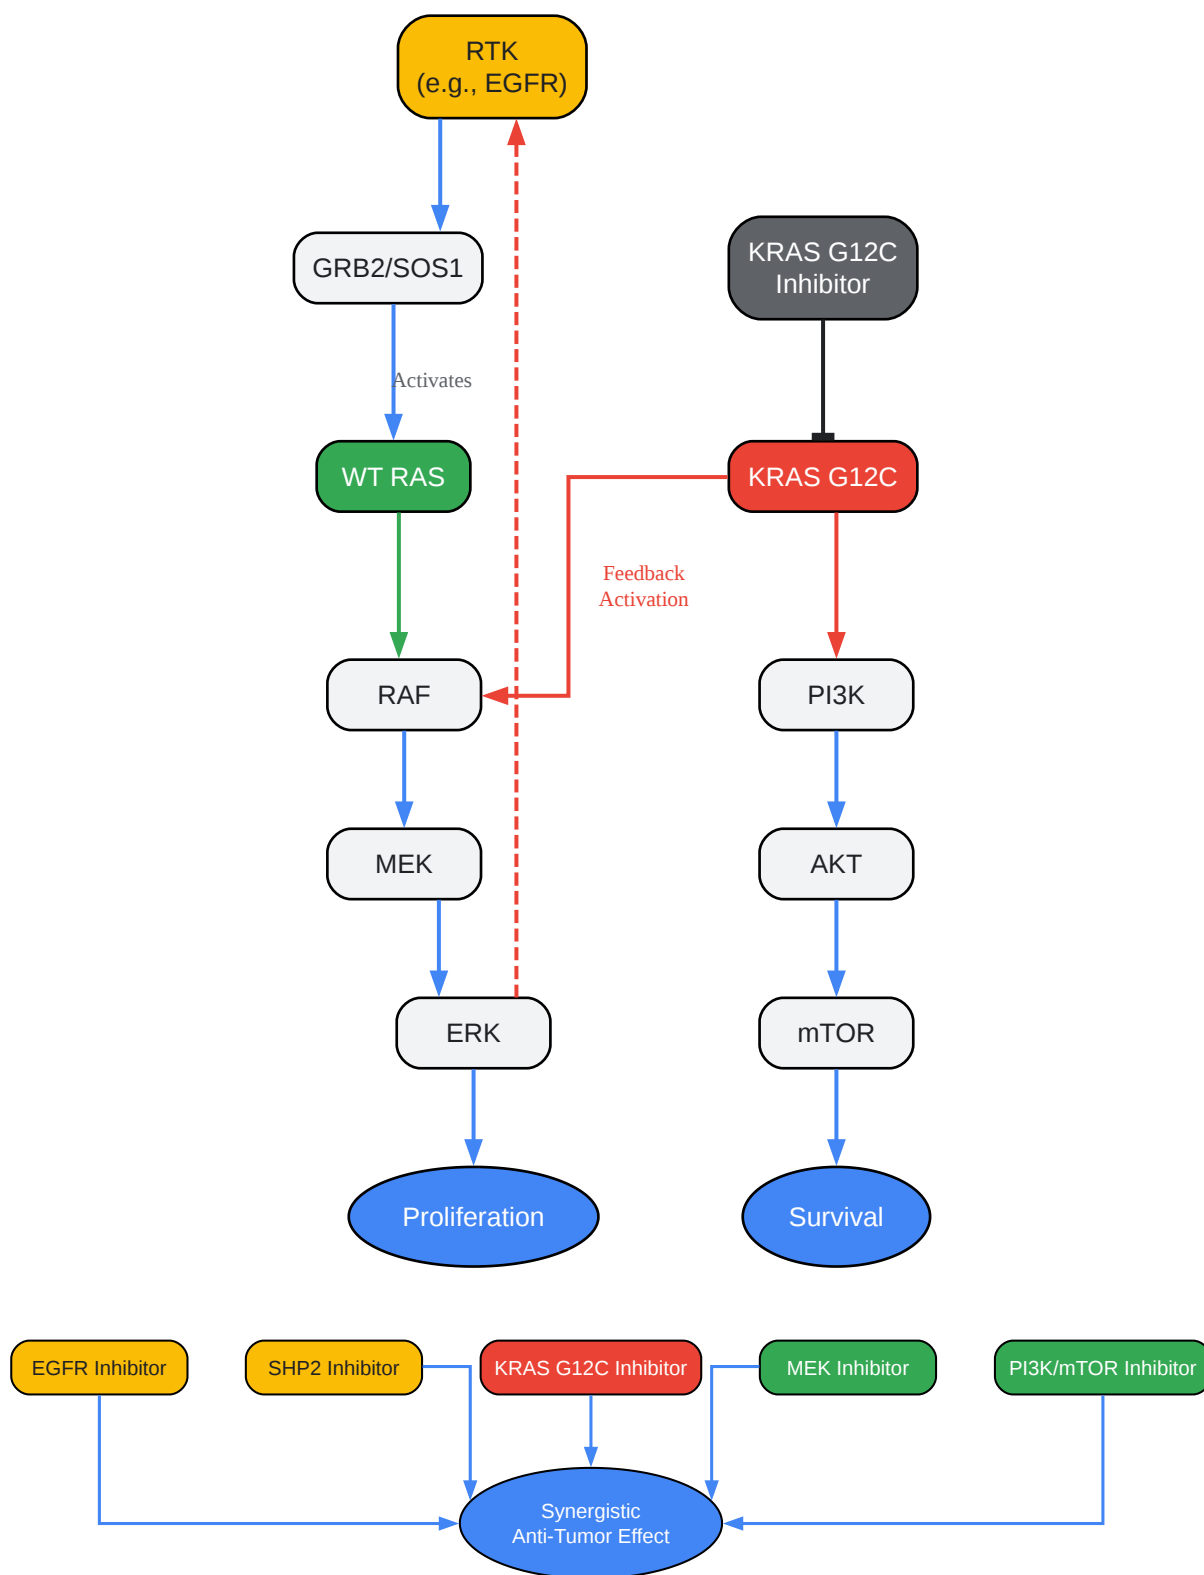 RTK
(e.g., EGFR)
GRB2/SOS1
KRAS G12C
Inhibitor
Activates
WT RAS
KRAS G12C
Feedback
Activation
RAF
PI3K
MEK
AKT
ERK
mTOR
Proliferation
Survival
EGFR Inhibitor
SHP2 Inhibitor
KRAS G12C Inhibitor
MEK Inhibitor
PI3K/mTOR Inhibitor
Synergistic
Anti-Tumor Effect